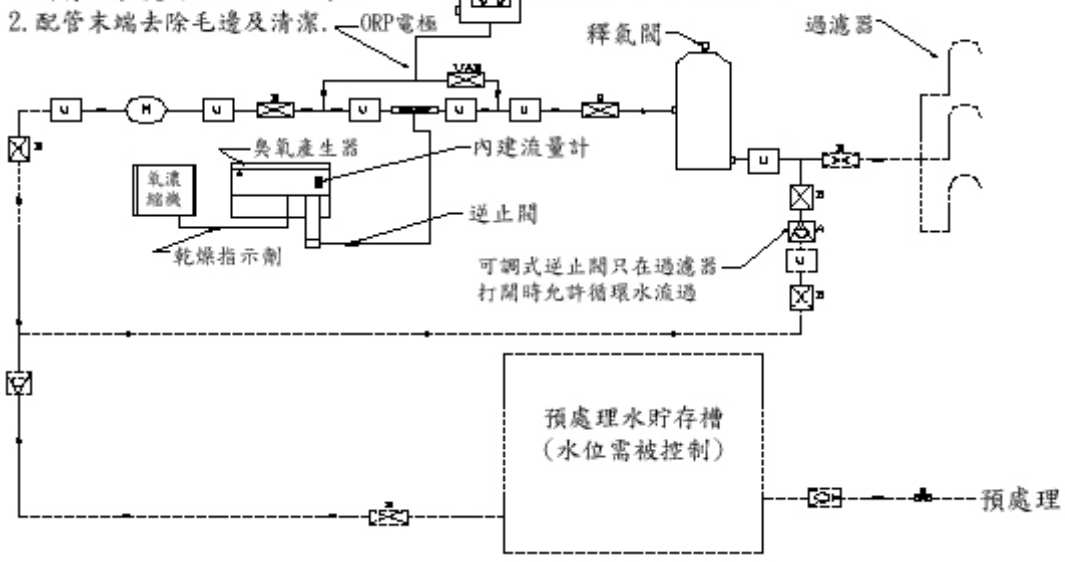 2.配管末端去除毛邊及清潔.
ORP電極
釋氣閥
過濾器
U
M
U
U
U
U
臭氧產生器
內建流量計
氧濃
縮機
逆止閥
乾燥指示劑
U
A
U
可調式逆止閥只在過濾器
打開時允許循環水流過
預處理水貯存槽
(水位需被控制)
預處理